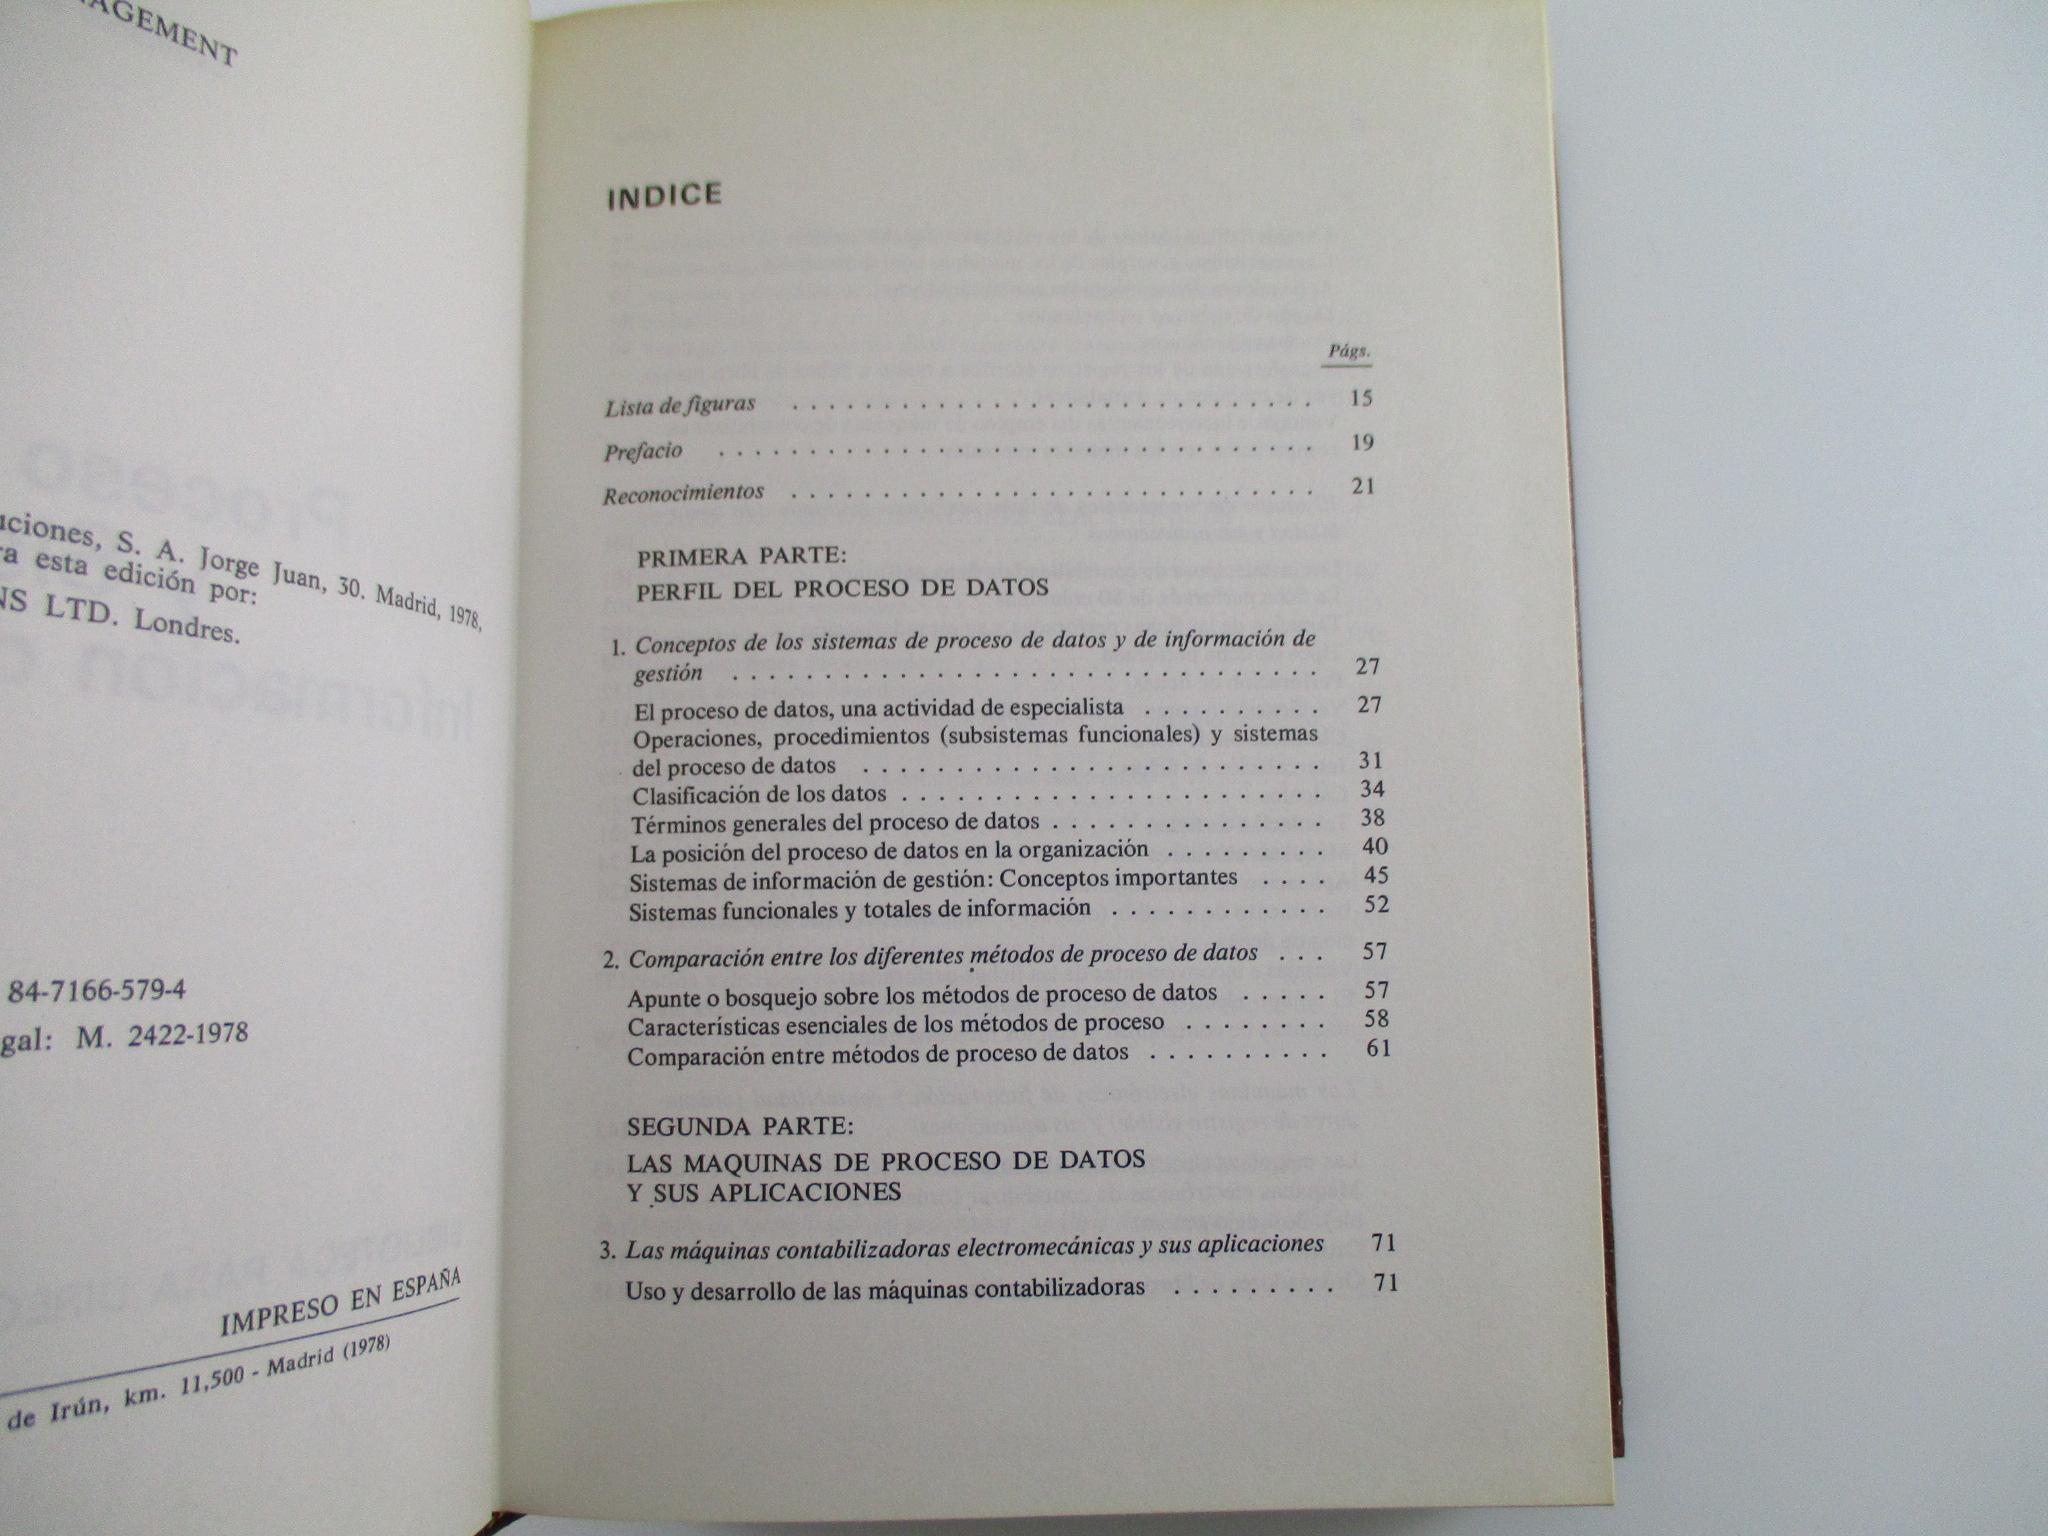 AGEMENT
uciones, S. A. Jorge Juan, 30. Madrid, 1978,
ra esta edición por:
NS LTD. Londres.
84-7166-579-4
gal: M. 2422-1978
IMPRESO EN ESPAÑA
de Irún, km. 11,500 - Madrid (1978)
INDICE
Págs.
Lista de figuras . . . . . . . . . . . . . . . . . . . . . . . . . . . . . 15
Prefacio . . . . . . . . . . . . . . . . . . . . . . . . . . . . . . . . . 19
Reconocimientos . . . . . . . . . . . . . . . . . . . . . . . . . . . . . 21
PRIMERA PARTE:
PERFIL DEL PROCESO DE DATOS
1. Conceptos de los sistemas de proceso de datos y de información de
gestión . . . . . . . . . . . . . . . . . . . . . . . . . . . . . . . . . 27
El proceso de datos, una actividad de especialista . . . . . . . . . . 27
Operaciones, procedimientos (subsistemas funcionales) y sistemas
del proceso de datos . . . . . . . . . . . . . . . . . . . . . . . . . 31
Clasificación de los datos . . . . . . . . . . . . . . . . . . . . . . . 34
Términos generales del proceso de datos . . . . . . . . . . . . . . . 38
La posición del proceso de datos en la organización . . . . . . . . . 40
Sistemas de información de gestión: Conceptos importantes . . . . 45
Sistemas funcionales y totales de información . . . . . . . . . . . . 52
2. Comparación entre los diferentes métodos de proceso de datos . . . 57
Apunte o bosquejo sobre los métodos de proceso de datos . . . . . 57
Características esenciales de los métodos de proceso . . . . . . . . 58
Comparación entre métodos de proceso de datos . . . . . . . . . . 61
SEGUNDA PARTE:
LAS MAQUINAS DE PROCESO DE DATOS
Y SUS APLICACIONES
3. Las máquinas contabilizadoras electromecánicas y sus aplicaciones 71
Uso y desarrollo de las máquinas contabilizadoras . . . . . . . . . 71